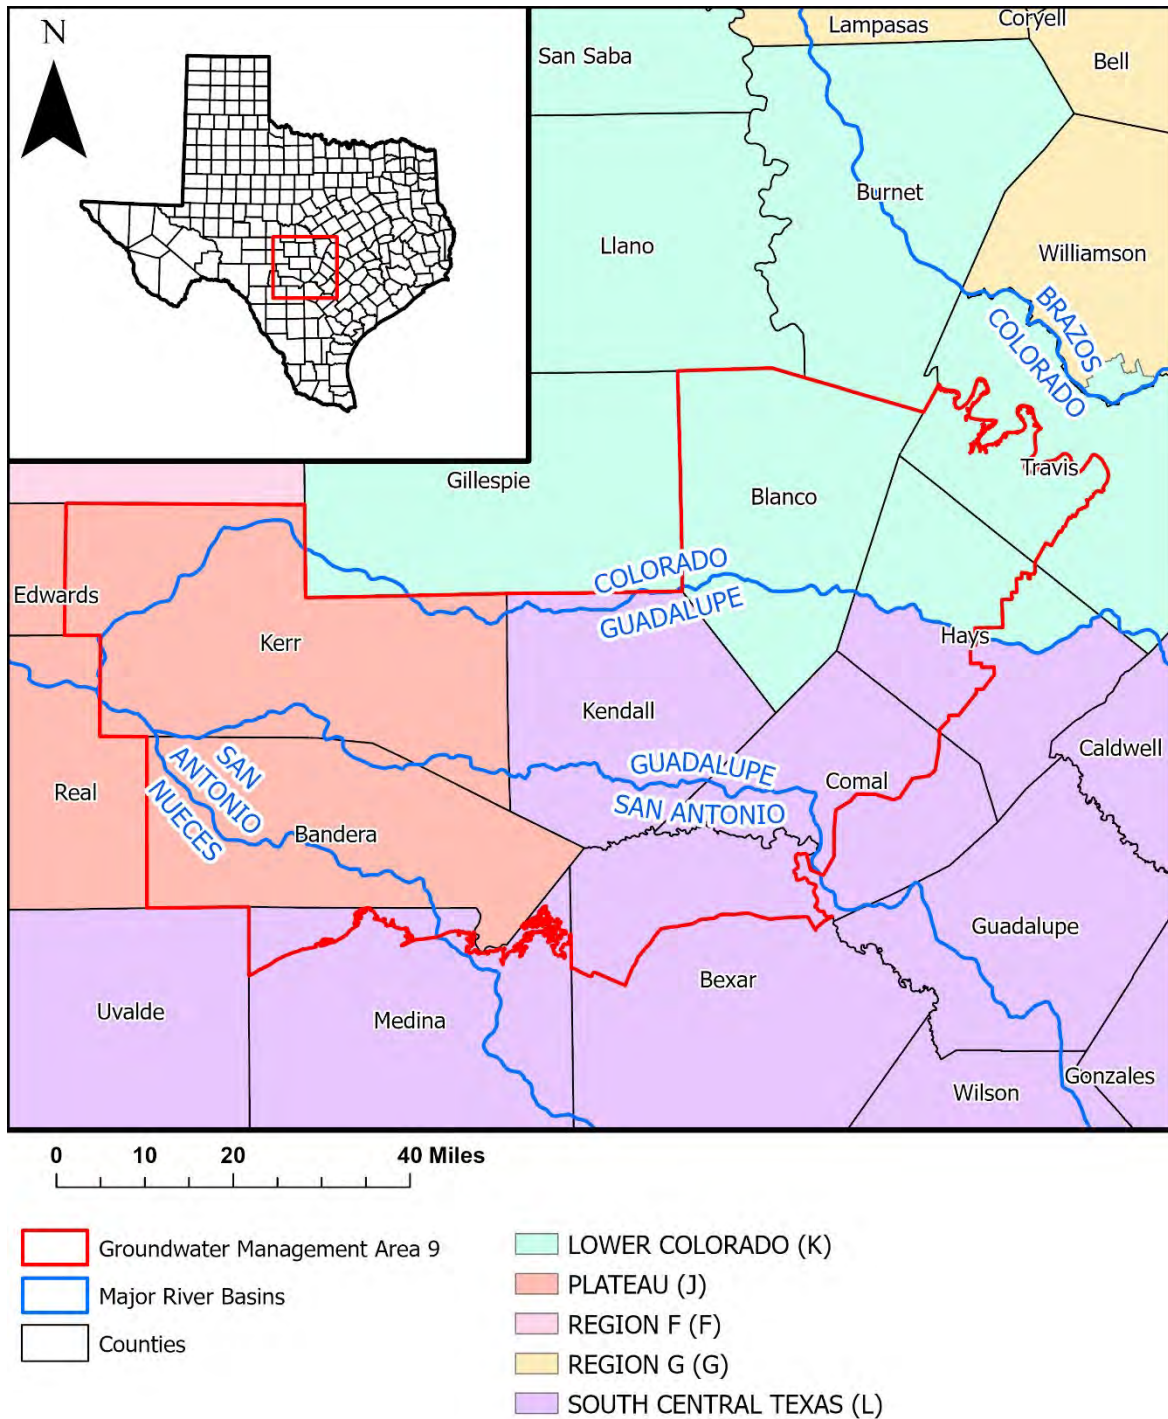 N
Coryell
Lampasas
San Saba
Bell
Burnet
Llano
Williamson
BRAZOS
COLORADO
Travis
Gillespie
Blanco
COLORADO
GUADALUPE
Edwards
Kerr
Hays
Kendall
Caldwell
GUADALUPE
SAN ANTONIO
Comal
Real
SAN
ANTONIO
NUECES
Bandera
Guadalupe
Bexar
Uvalde
Medina
Gonzales
Wilson
0 10 20 40 Miles
Groundwater Management Area 9
Major River Basins
Counties
LOWER COLORADO (K)
PLATEAU (J)
REGION F (F)
REGION G (G)
SOUTH CENTRAL TEXAS (L)